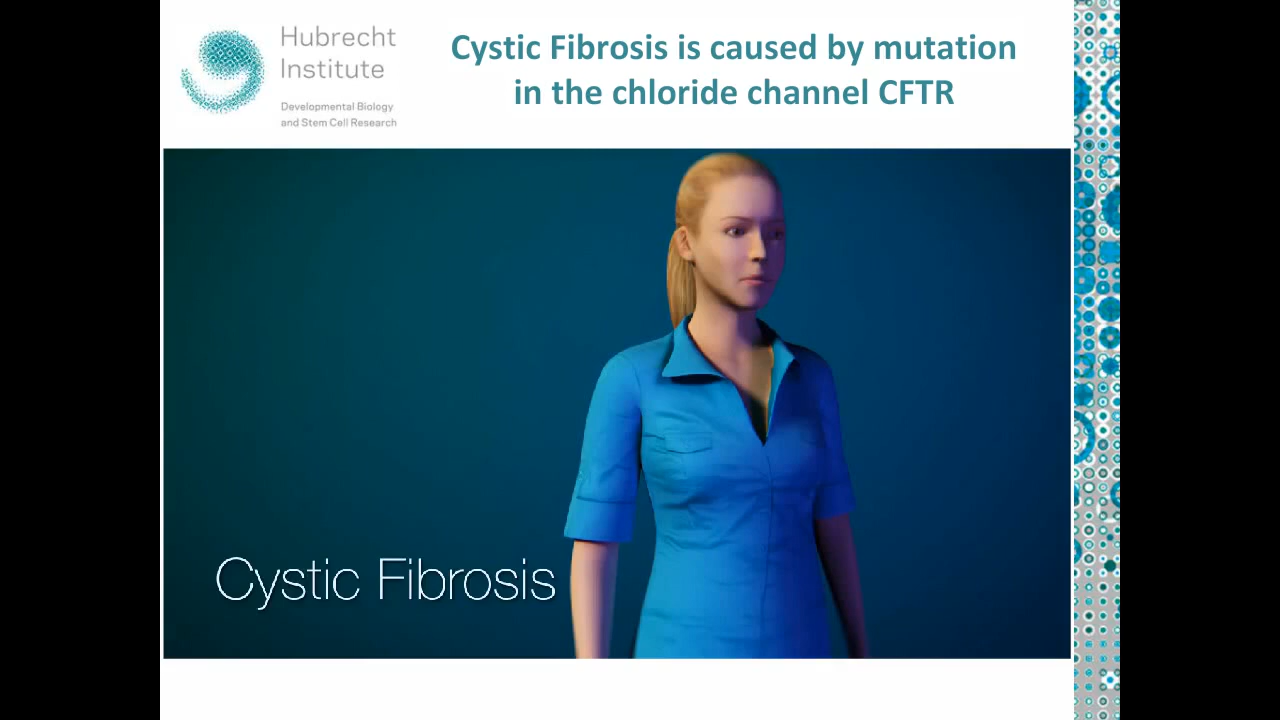 Hubrecht
Institute
Developmental Biology
and Stem Cell Research
Cystic Fibrosis is caused by mutation
in the chloride channel CFTR
Cystic Fibrosis